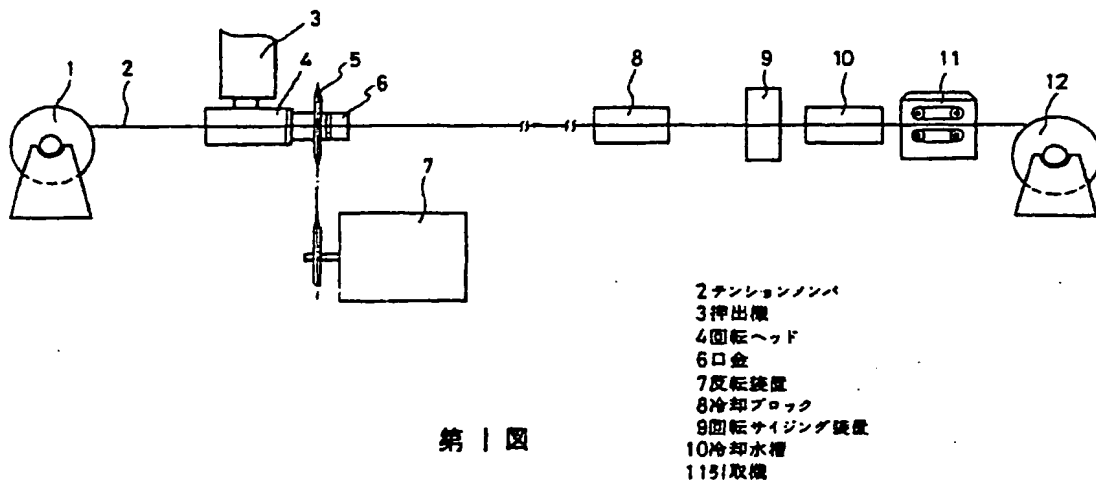 3
4
5
6
1
2
8
9
10
11
12
7
2テンションメンバ
3押出機
4回転ヘッド
6口金
7反転装置
8冷却ブロック
9回転サイジング装置
10冷却水槽
11引取機
第1図